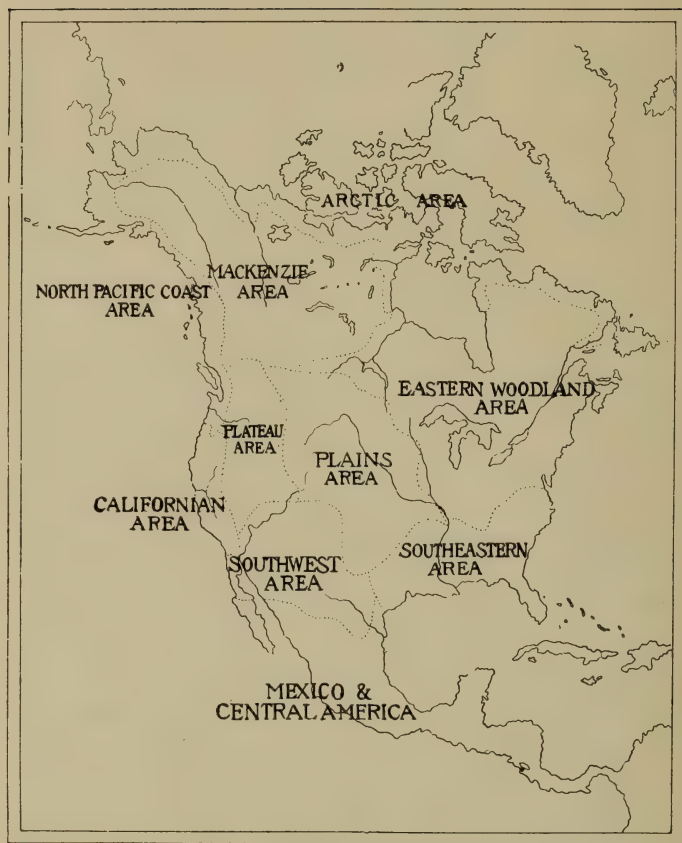 ARCTIC AREA
MACKENZIE
AREA
NORTH PACIFIC COAST
AREA
EASTERN WOODLAND
AREA
PLATEAU
AREA
PLAINS
AREA
CALIFORNIAN
AREA
SOUTHWEST
AREA
SOUTHEASTERN
AREA
MEXICO &
CENTRAL AMERICA